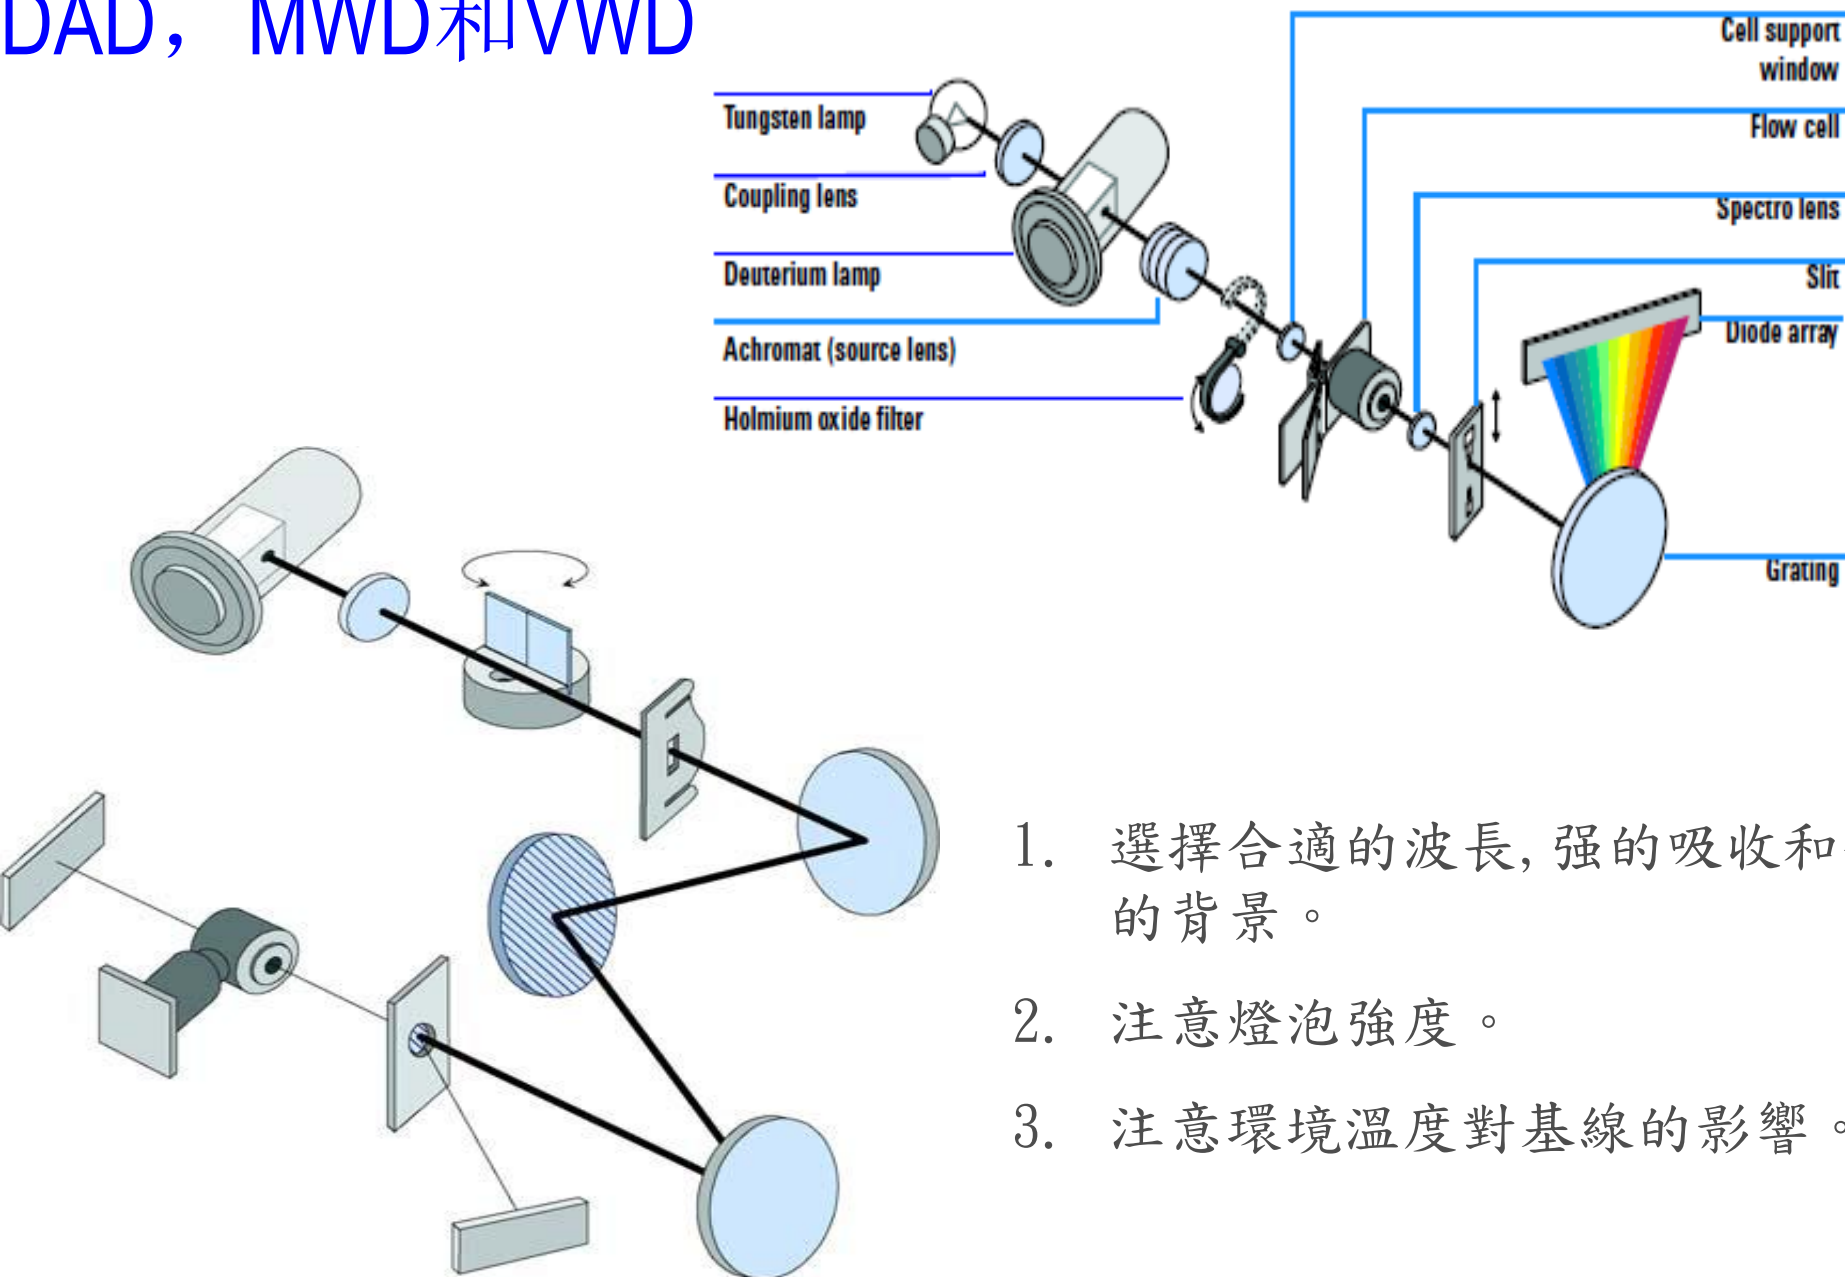 DAD，MWD和VWD
Tungsten lamp
Coupling lens
Deuterium lamp
Achromat (source lens)
Holmium oxide filter
Cell support
window
Flow cell
Spectro lens
Slit
Diode array
Grating
1. 選擇合適的波長,强的吸收和
的背景。
2. 注意燈泡強度。
3. 注意環境溫度對基線的影響。